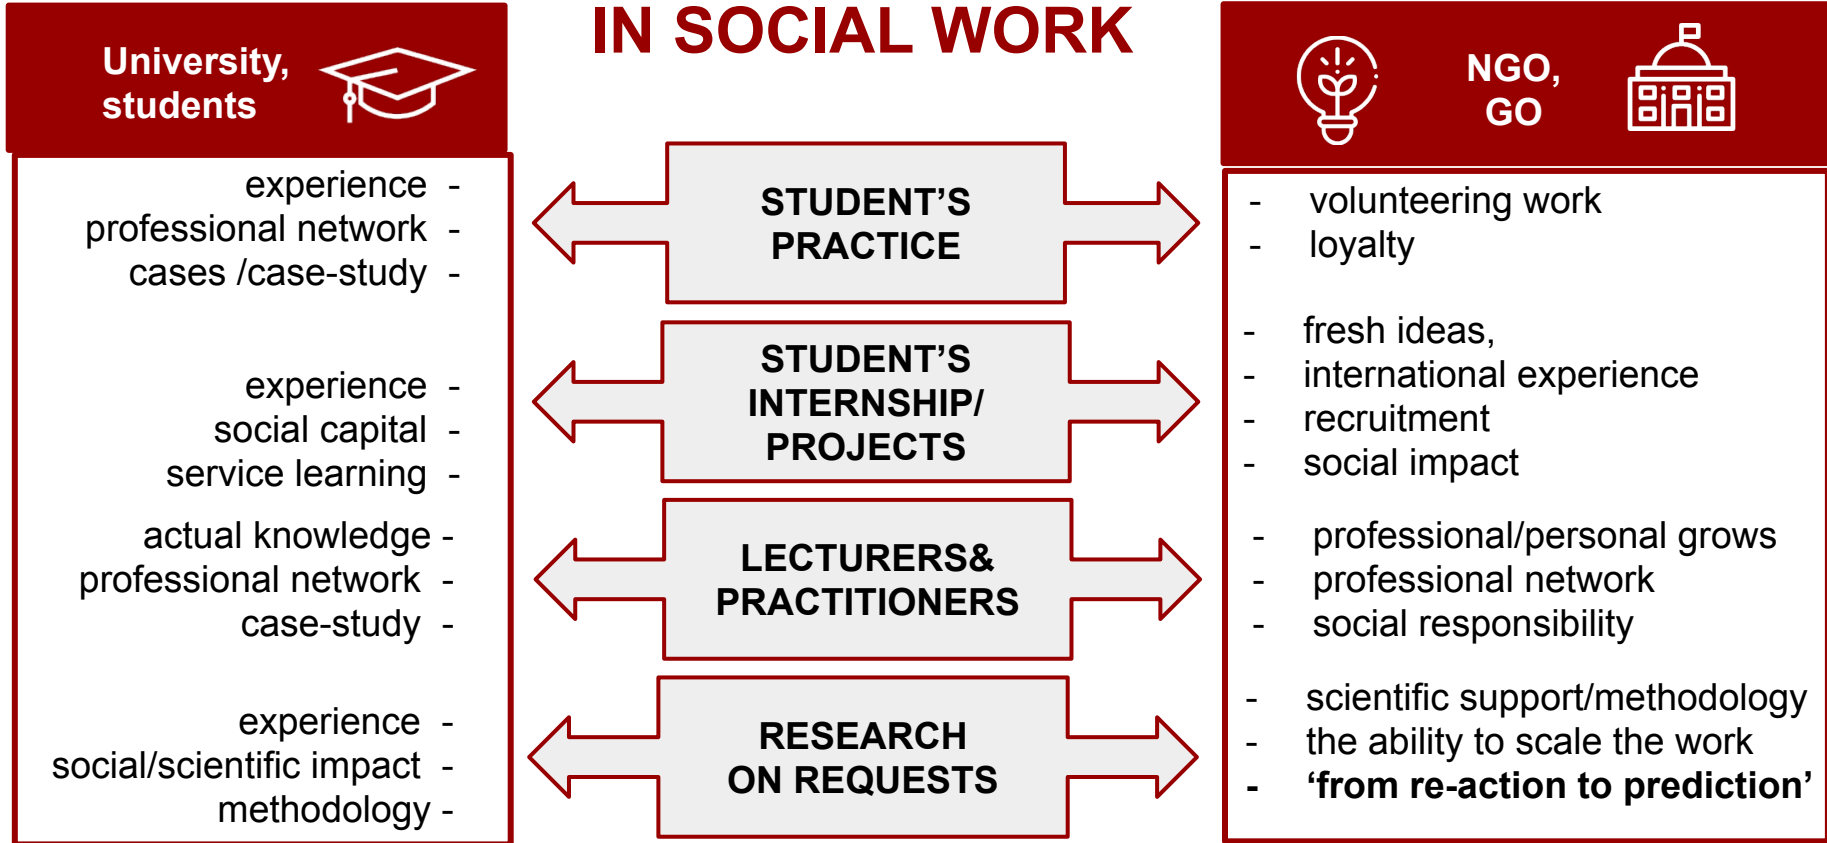 IN SOCIAL WORK
University,
students
experience -
professional network -
cases /case-study -
experience -
social capital -
service learning -
actual knowledge -
professional network -
case-study -
experience -
social/scientific impact -
methodology -
STUDENT’S
PRACTICE
STUDENT’S
INTERNSHIP/
PROJECTS
LECTURERS&
PRACTITIONERS
RESEARCH
ON REQUESTS
NGO,
GO
- volunteering work
- loyalty
- fresh ideas,
- international experience
- recruitment
- social impact
- professional/personal grows
- professional network
- social responsibility
- scientific support/methodology
- the ability to scale the work
- ‘from re-action to prediction’